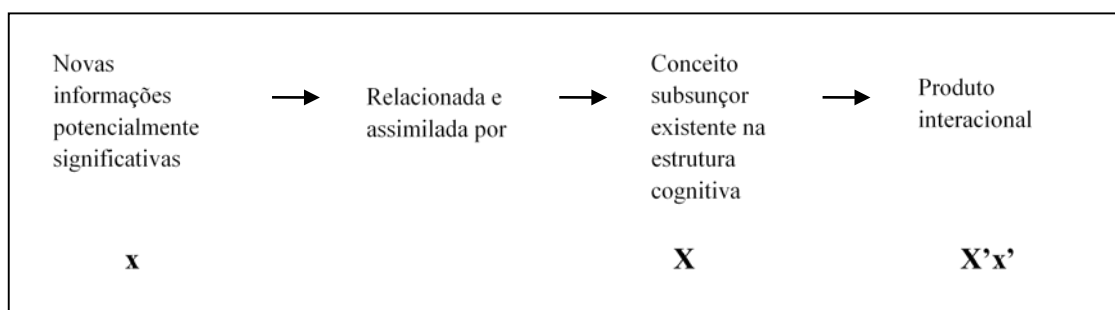 Novas
informações
potencialmente
significativas
Relacionada e
assimilada por
Conceito
subsunçor
existente na
estrutura
cognitiva
Produto
interacional
x
X
X’x’